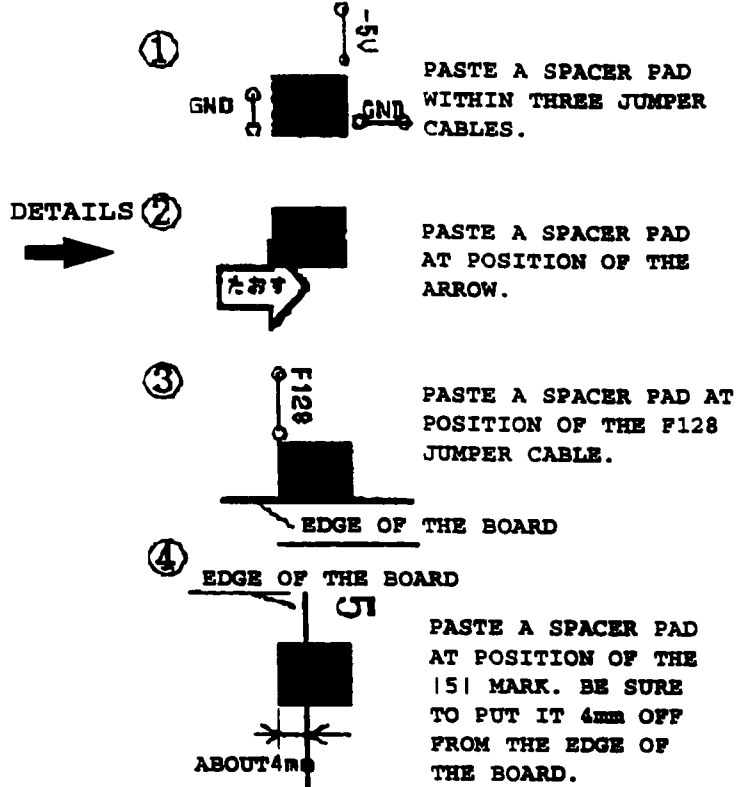 ①
-5V
GND
GND
PASTE A SPACER PAD
WITHIN THREE JUMPER
CABLES.
DETAILS
②
たおす
PASTE A SPACER PAD
AT POSITION OF THE
ARROW.
③
F128
PASTE A SPACER PAD AT
POSITION OF THE F128
JUMPER CABLE.
EDGE OF THE BOARD
④
EDGE OF THE BOARD
5
PASTE A SPACER PAD
AT POSITION OF THE
|5| MARK. BE SURE
TO PUT IT 4mm OFF
FROM THE EDGE OF
THE BOARD.
ABOUT 4mm